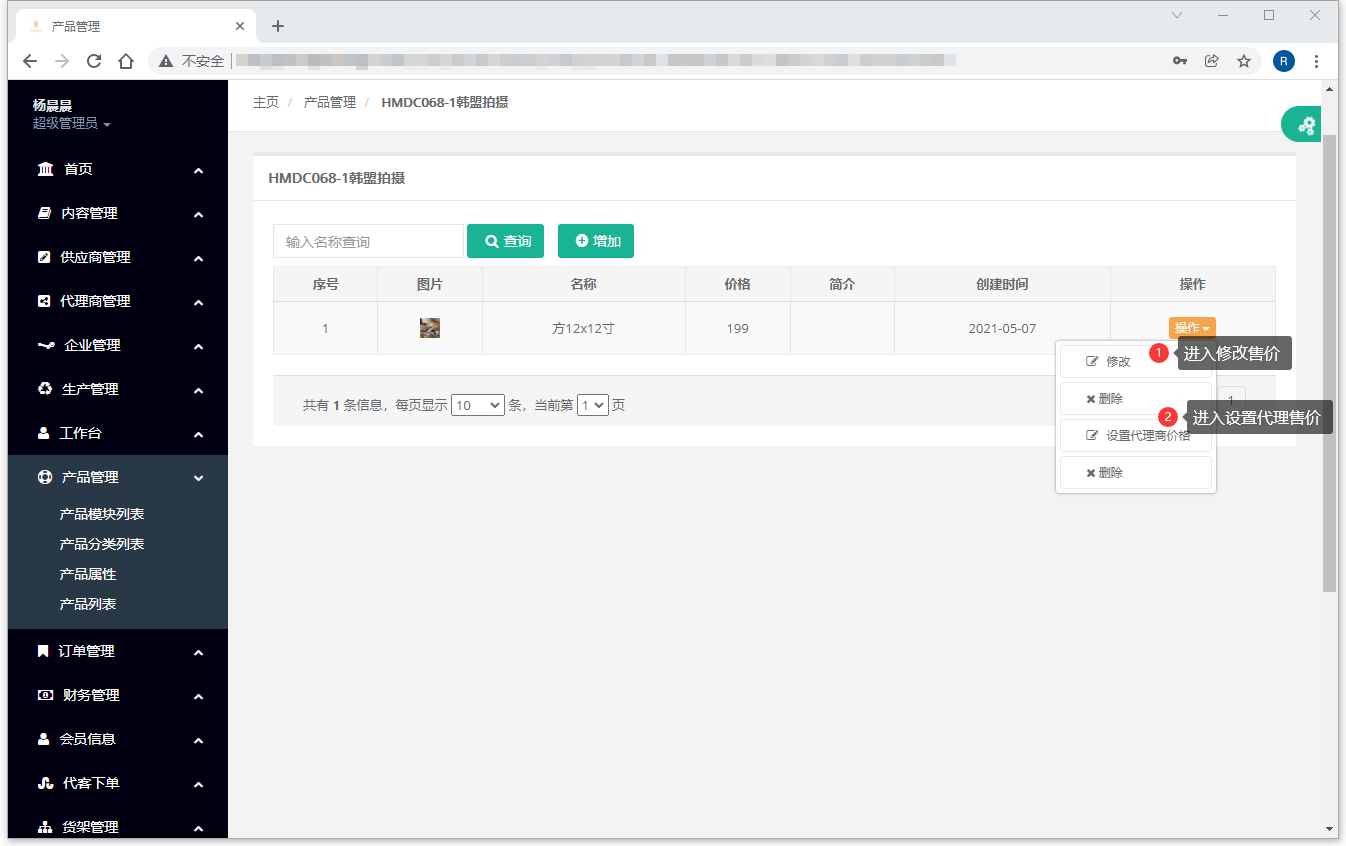 产品管理
不安全
R
杨晨晨
超级管理员
首页
内容管理
供应商管理
代理商管理
企业管理
生产管理
工作台
产品管理
产品模块列表
产品分类列表
产品属性
产品列表
订单管理
财务管理
会员信息
代客下单
货架管理
主页 / 产品管理 / HMDC068-1韩盟拍摄
HMDC068-1韩盟拍摄
输入名称查询 查询 增加
序号 图片 名称 价格 简介 创建时间 操作
1 方12x12寸 199 2021-05-07 操作
修改 1 进入修改售价
共有 1 条信息，每页显示 10 条，当前第 1 页
删除 1
2 进入设置代理售价
设置代理商价格
删除